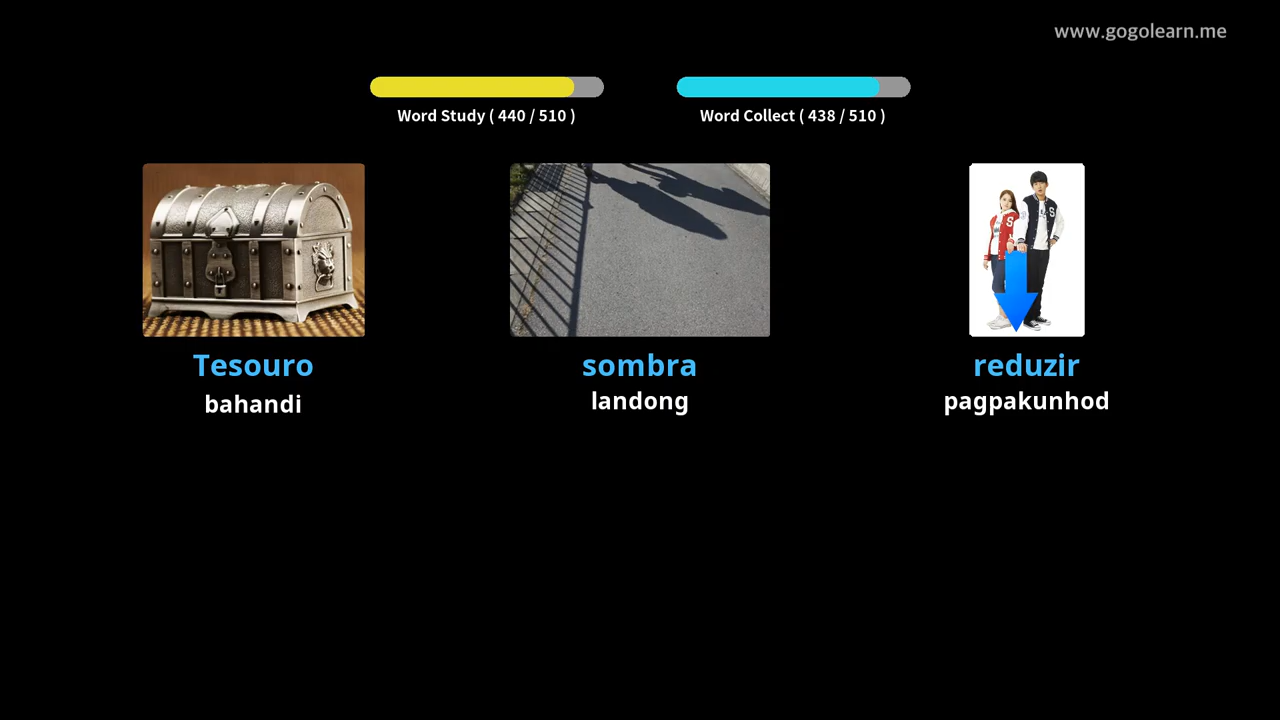 www.gogolearn.me
Word Study ( 440 / 510 )
Word Collect ( 438 / 510 )
Tesouro
bahandi
sombra
landong
reduzir
pagpakunhod